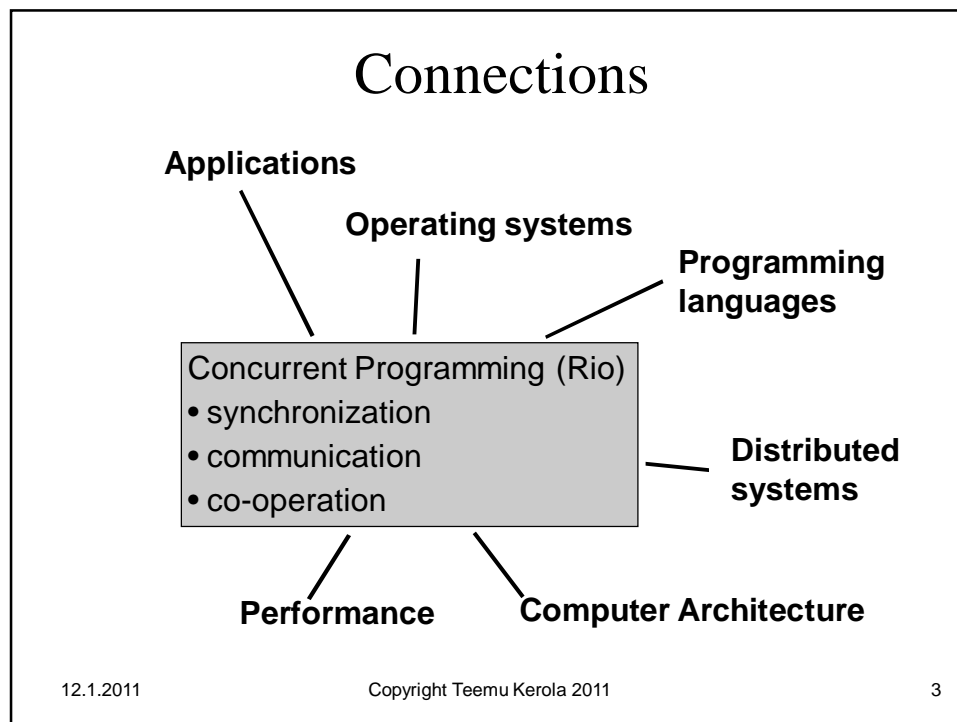 Connections
Applications
Operating systems
Programming
languages
Concurrent Programming (Rio)
• synchronization
• communication
• co-operation
Distributed
systems
Performance
Computer Architecture
12.1.2011
Copyright Teemu Kerola 2011
3